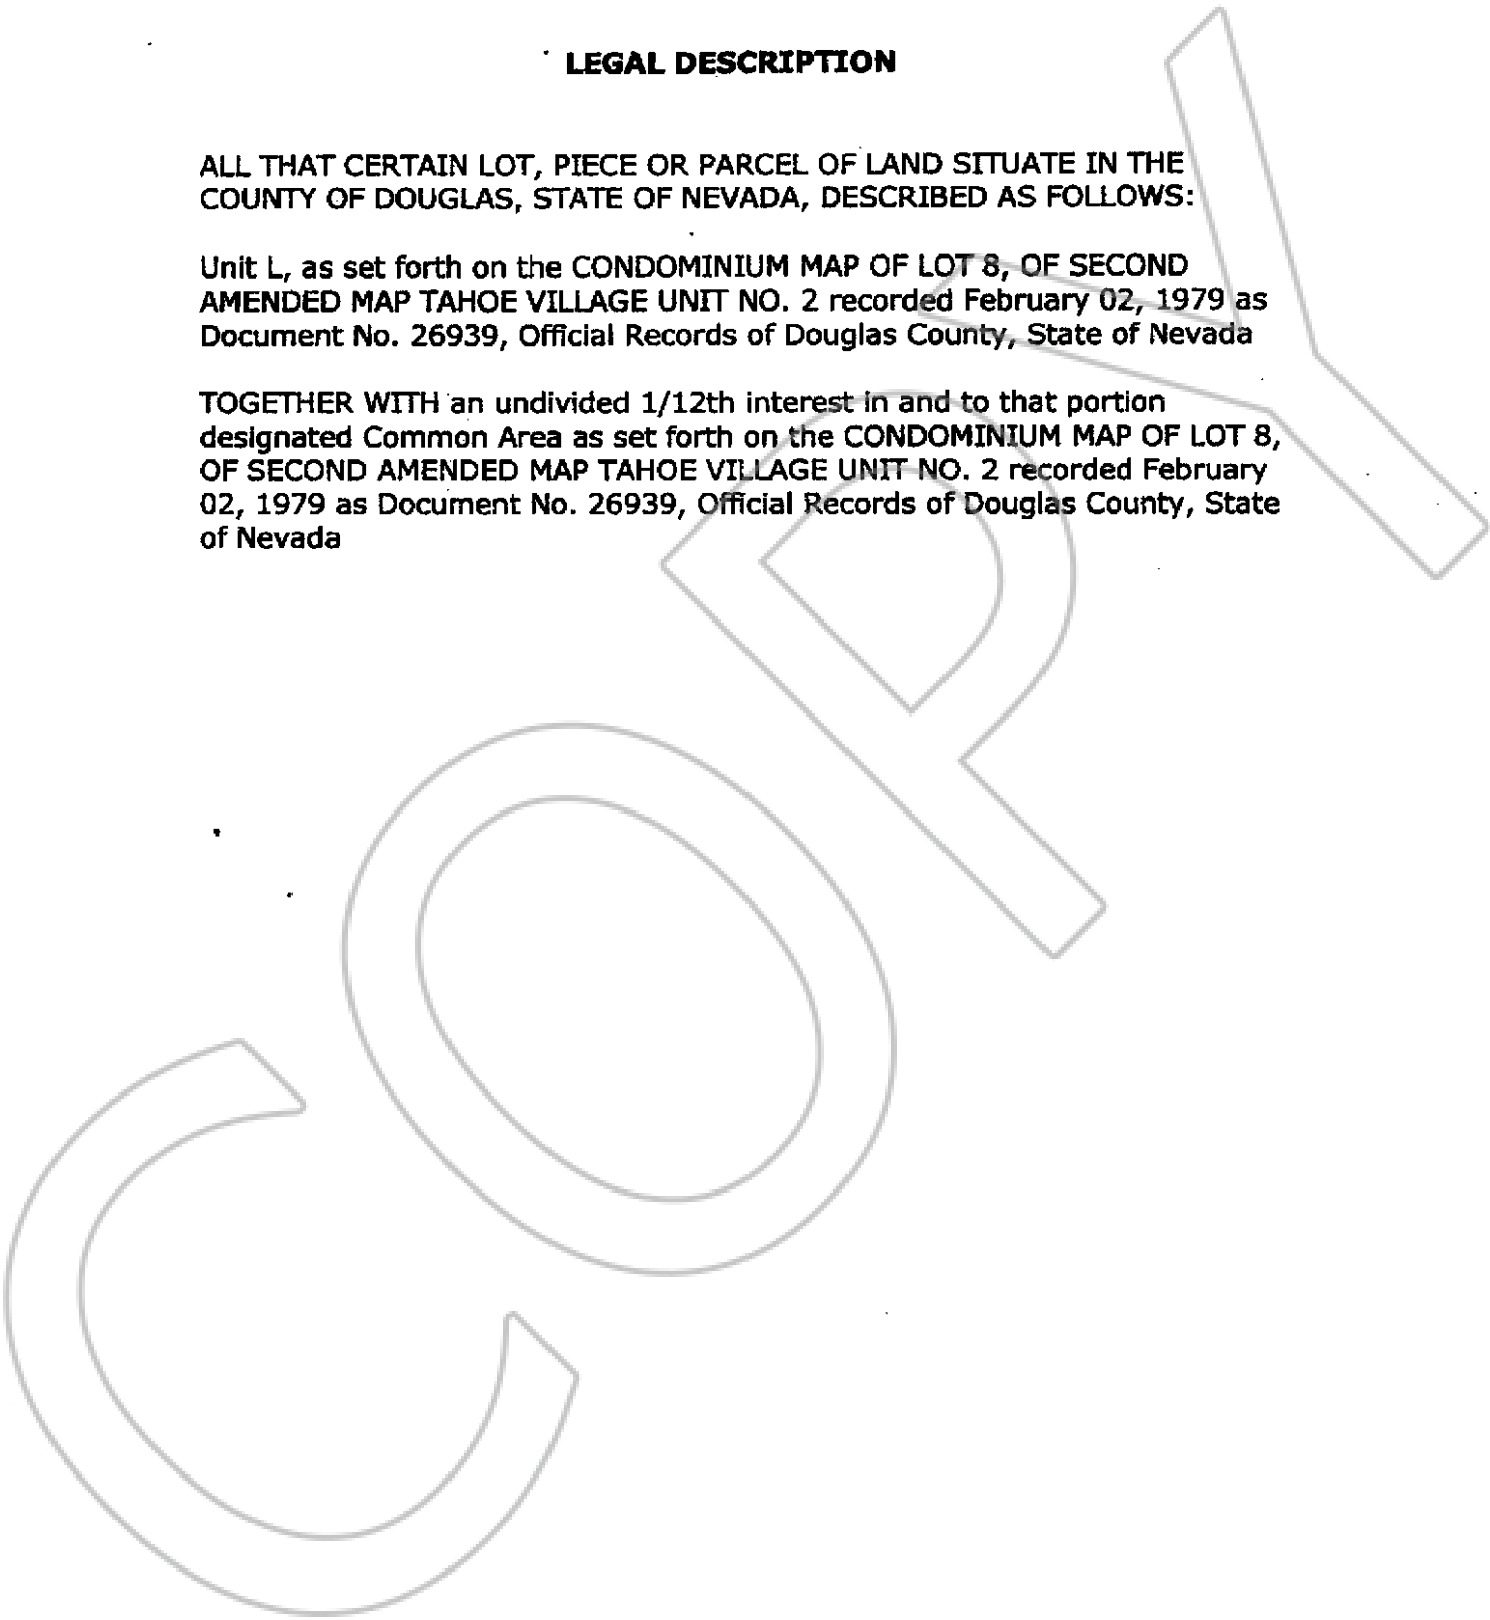 LEGAL DESCRIPTION
ALL THAT CERTAIN LOT, PIECE OR PARCEL OF LAND SITUATE IN THE
COUNTY OF DOUGLAS, STATE OF NEVADA, DESCRIBED AS FOLLOWS:
Unit L, as set forth on the CONDOMINIUM MAP OF LOT 8, OF SECOND
AMENDED MAP TAHOE VILLAGE UNIT NO. 2 recorded February 02, 1979 as
Document No. 26939, Official Records of Douglas County, State of Nevada
TOGETHER WITH an undivided 1/12th interest in and to that portion
designated Common Area as set forth on the CONDOMINIUM MAP OF LOT 8,
OF SECOND AMENDED MAP TAHOE VILLAGE UNIT NO. 2 recorded February
02, 1979 as Document No. 26939, Official Records of Douglas County, State
of Nevada
COPY